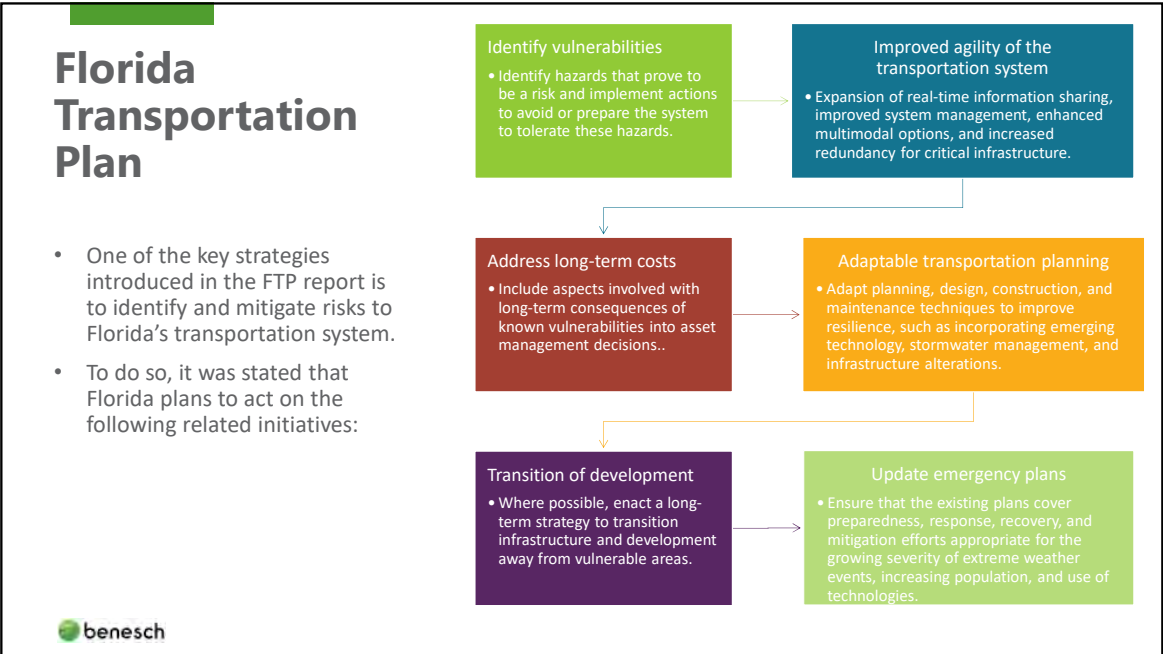 Florida
Transportation
Plan
• One of the key strategies
introduced in the FTP report is
to identify and mitigate risks to
Florida’s transportation system.
• To do so, it was stated that
Florida plans to act on the
following related initiatives:
Identify vulnerabilities
• Identify hazards that prove to
be a risk and implement actions
to avoid or prepare the system
to tolerate these hazards.
Improved agility of the
transportation system
• Expansion of real-time information sharing,
improved system management, enhanced
multimodal options, and increased
redundancy for critical infrastructure.
Address long-term costs
• Include aspects involved with
long-term consequences of
known vulnerabilities into asset
management decisions..
Adaptable transportation planning
• Adapt planning, design, construction, and
maintenance techniques to improve
resilience, such as incorporating emerging
technology, stormwater management, and
infrastructure alterations.
Transition of development
• Where possible, enact a long-
term strategy to transition
infrastructure and development
away from vulnerable areas.
Update emergency plans
• Ensure that the existing plans cover
preparedness, response, recovery, and
mitigation efforts appropriate for the
growing severity of extreme weather
events, increasing population, and use of
technologies.
benesch